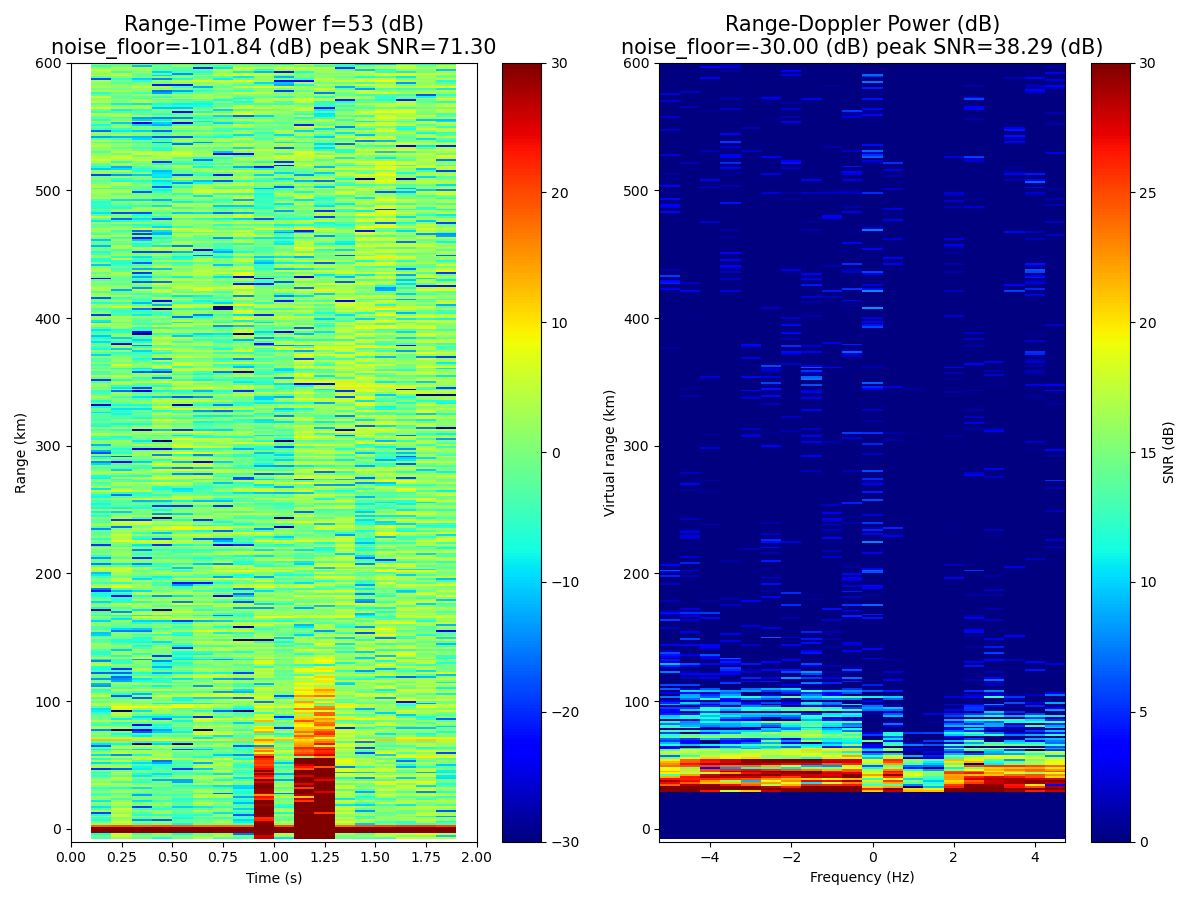 Range-Time Power f=53 (dB)
noise_floor=-101.84 (dB) peak SNR=71.30
Range-Doppler Power (dB)
noise_floor=-30.00 (dB) peak SNR=38.29 (dB)
600
500
400
300
200
100
0
Range (km)
0.00 0.25 0.50 0.75 1.00 1.25 1.50 1.75 2.00
Time (s)
30
20
10
0
−10
−20
−30
600
500
400
300
200
100
0
Virtual range (km)
−4 −2 0 2 4
Frequency (Hz)
30
25
20
15
10
5
0
SNR (dB)